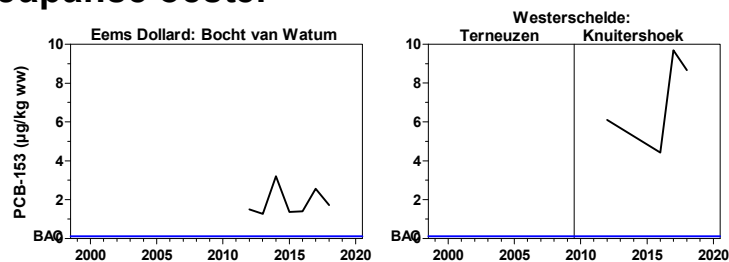 Eems Dollard: Bocht van Watum
PCB-153 (µg/kg ww)
10
8
6
4
2
0
BAC
2000 2005 2010 2015 2020
Westerschelde:
Terneuzen Knuitershoek
10
8
6
4
2
0
BAC
2000 2005 2010 2015 2020